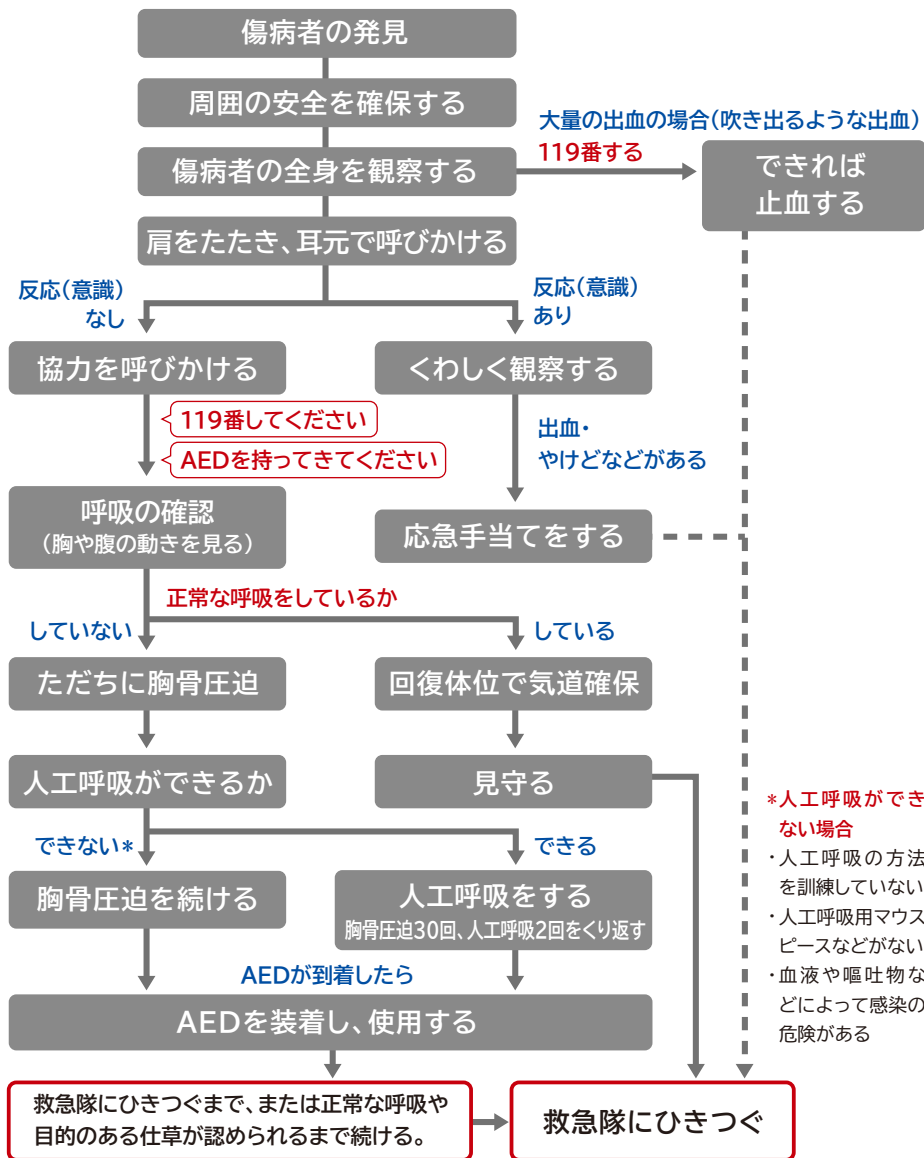 傷病者の発見
周囲の安全を確保する
大量の出血の場合(吹き出るような出血)
119番する
傷病者の全身を観察する
できれば
止血する
肩をたたき、耳元で呼びかける
反応(意識)
なし
反応(意識)
あり
協力を呼びかける
くわしく観察する
119番してください
AEDを持ってきてください
出血・
やけどなどがある
呼吸の確認
(胸や腹の動きを見る)
応急手当てをする
正常な呼吸をしているか
していない
している
ただちに胸骨圧迫
回復体位で気道確保
人工呼吸ができるか
見守る
できない*
できる
胸骨圧迫を続ける
人工呼吸をする
胸骨圧迫30回、人工呼吸2回をくり返す
AEDが到着したら
AEDを装着し、使用する
*人工呼吸ができ
ない場合
・人工呼吸の方法
を訓練していない
・人工呼吸用マウス
ピースなどがない
・血液や嘔吐物な
どによって感染の
危険がある
救急隊にひきつぐまで、または正常な呼吸や
目的のある仕草が認められるまで続ける。
救急隊にひきつぐ